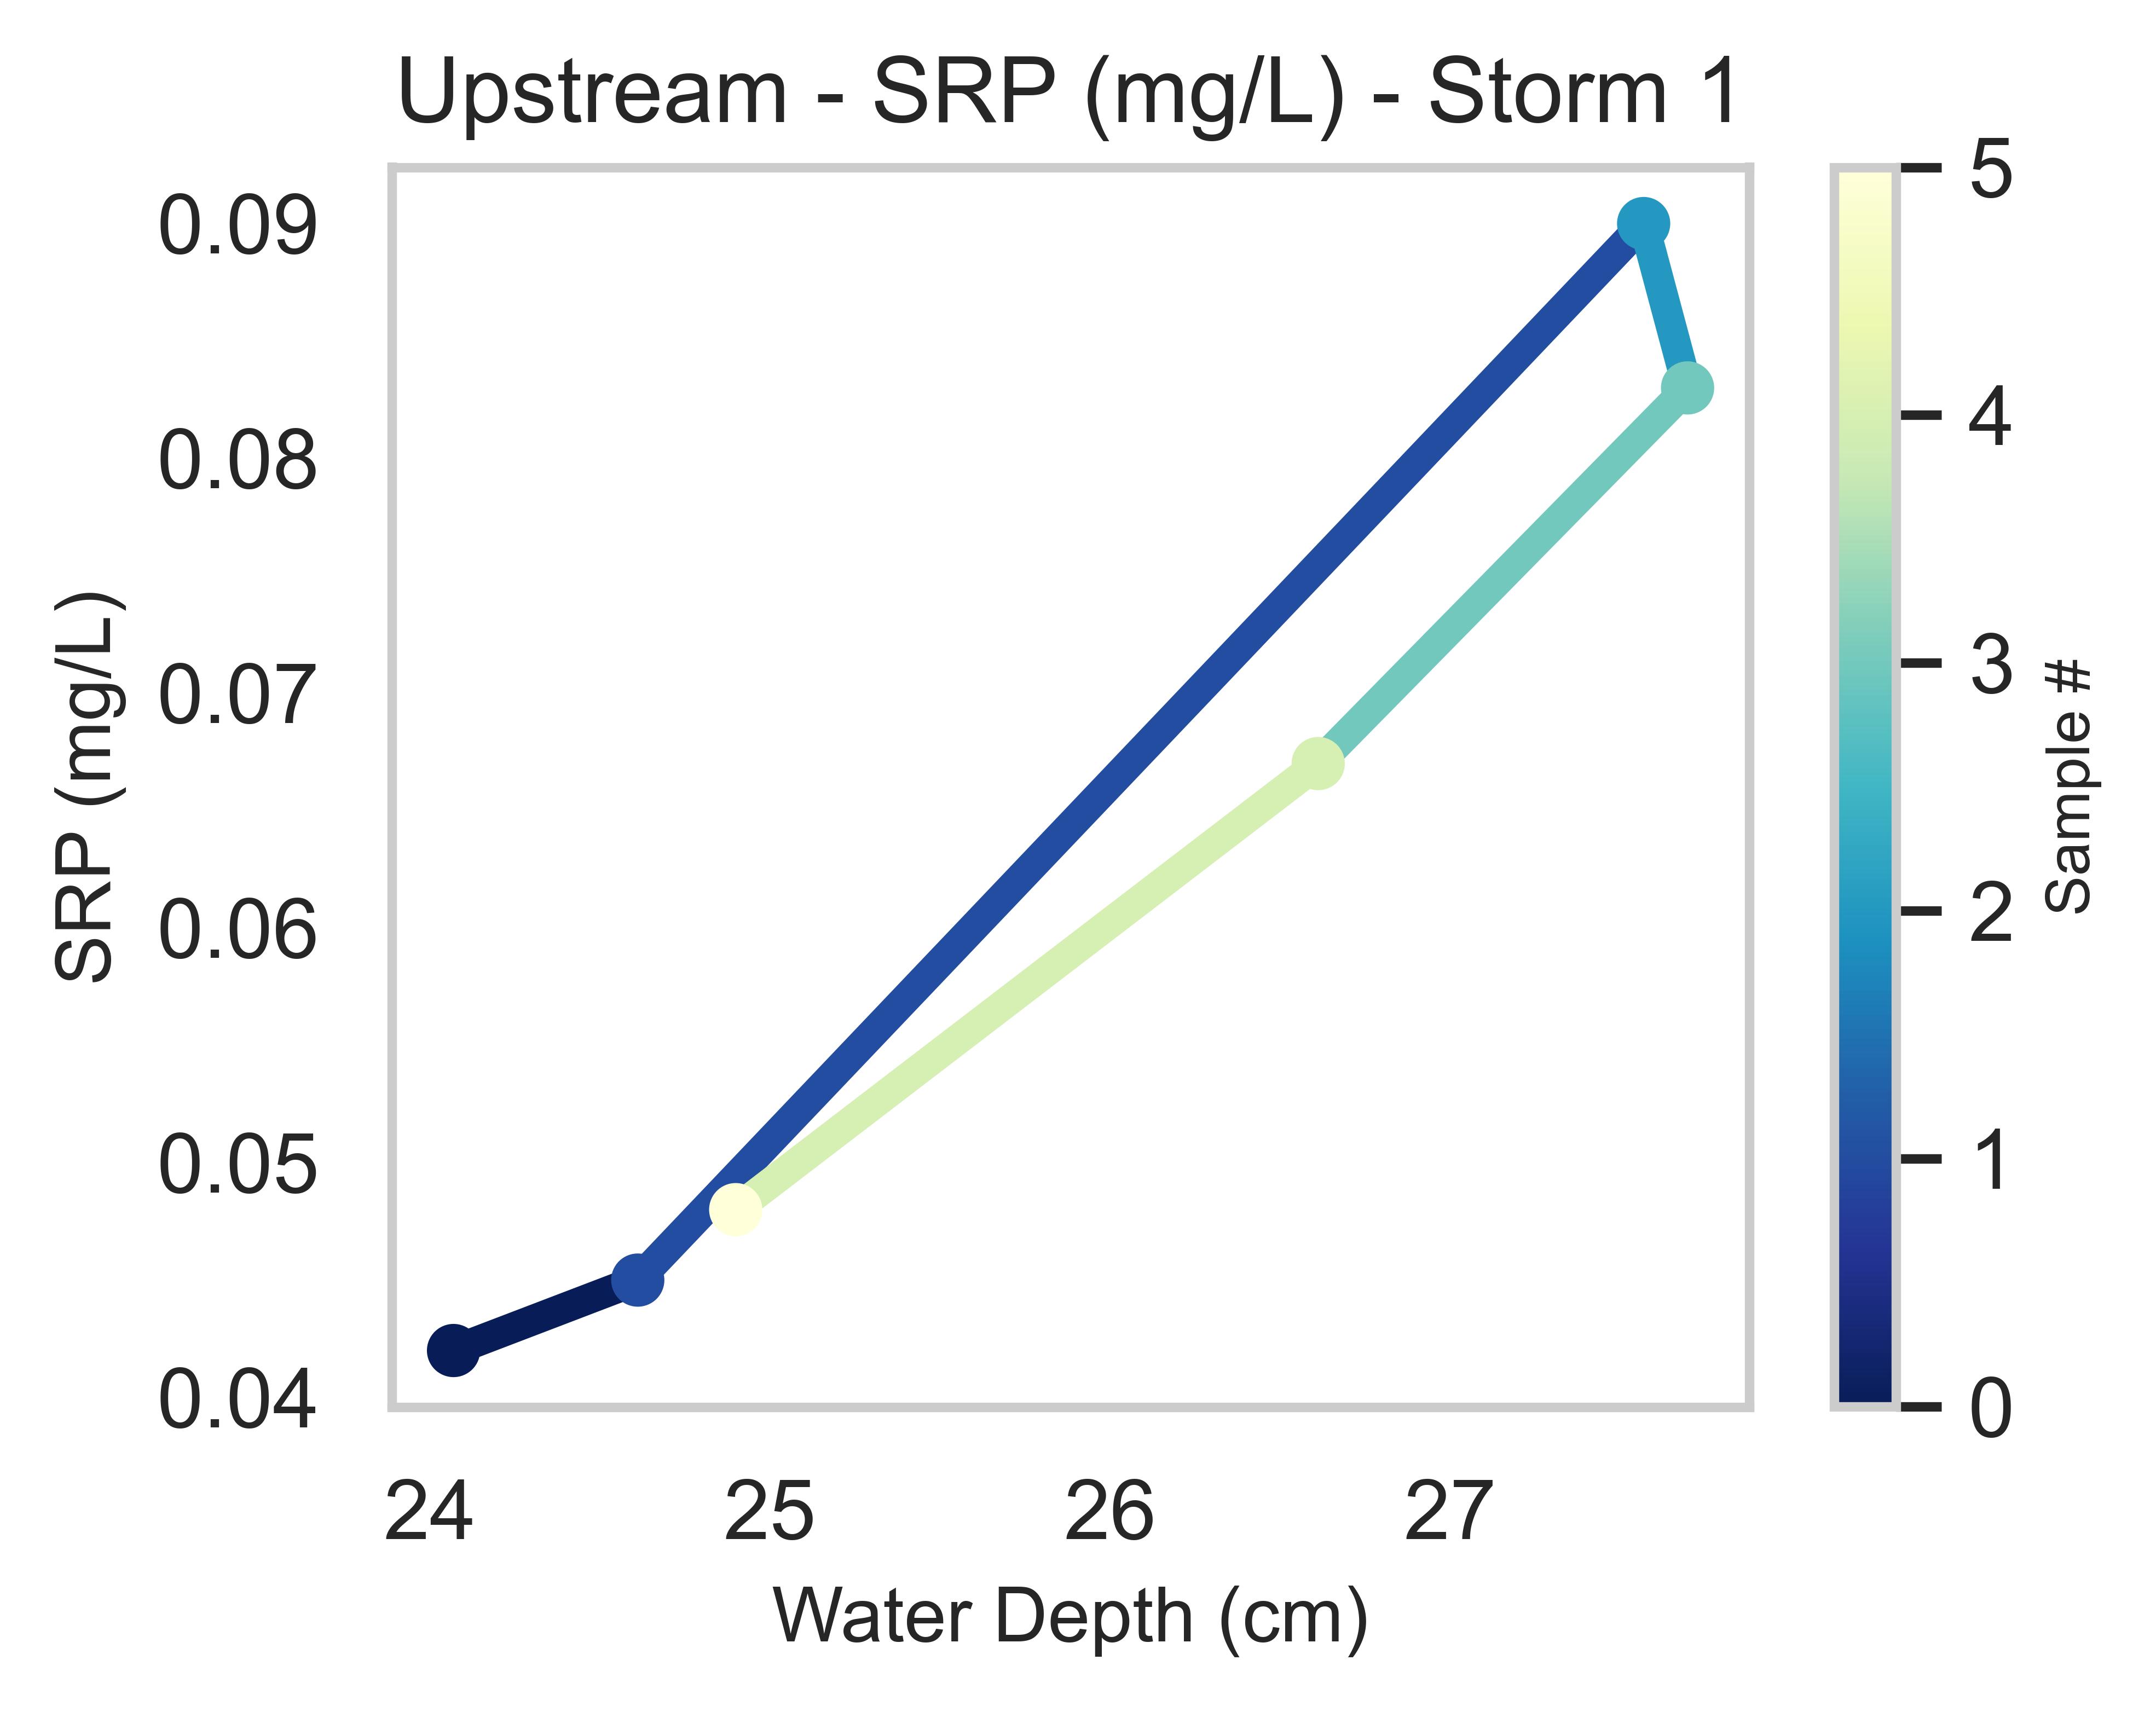 Upstream - SRP (mg/L) - Storm 1
0.09
0.08
0.07
0.06
0.05
0.04
SRP (mg/L)
24 25 26 27
Water Depth (cm)
5
4
3
2
1
0
Sample #